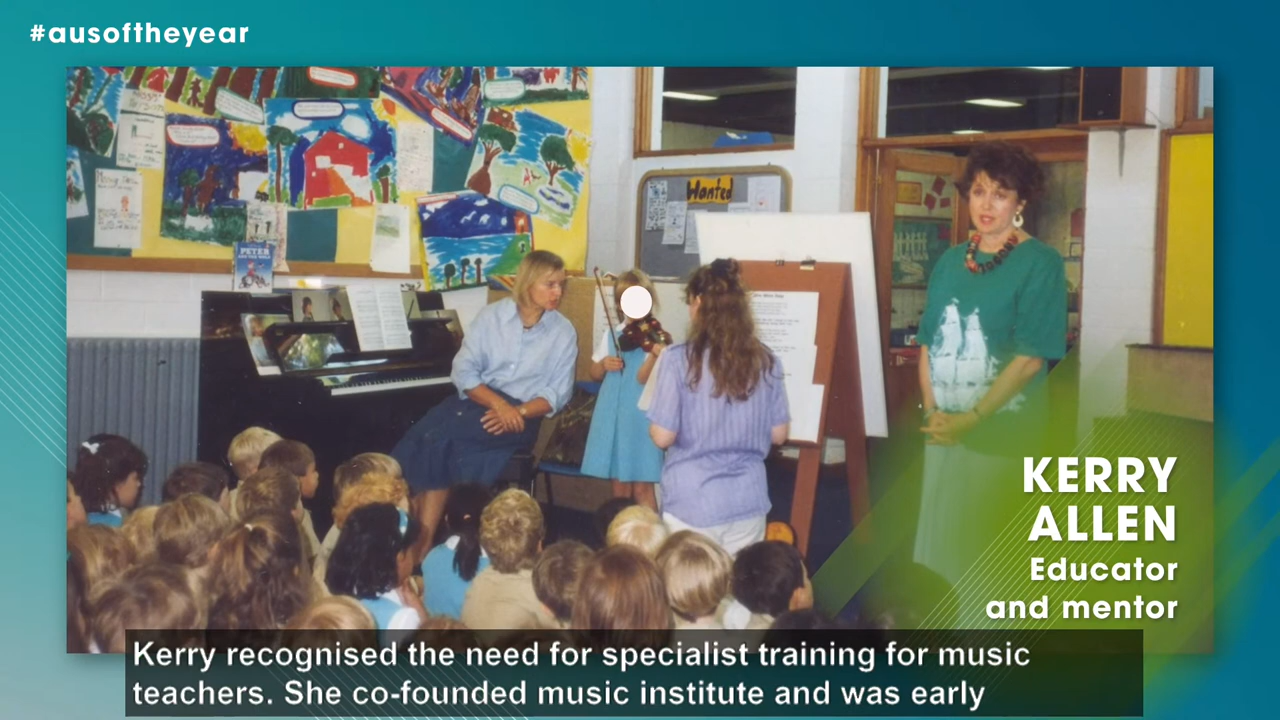 #ausoftheyear
Wanted
PETER
KERRY
ALLEN
Educator
and mentor
Kerry recognised the need for specialist training for music
teachers. She co-founded music institute and was early